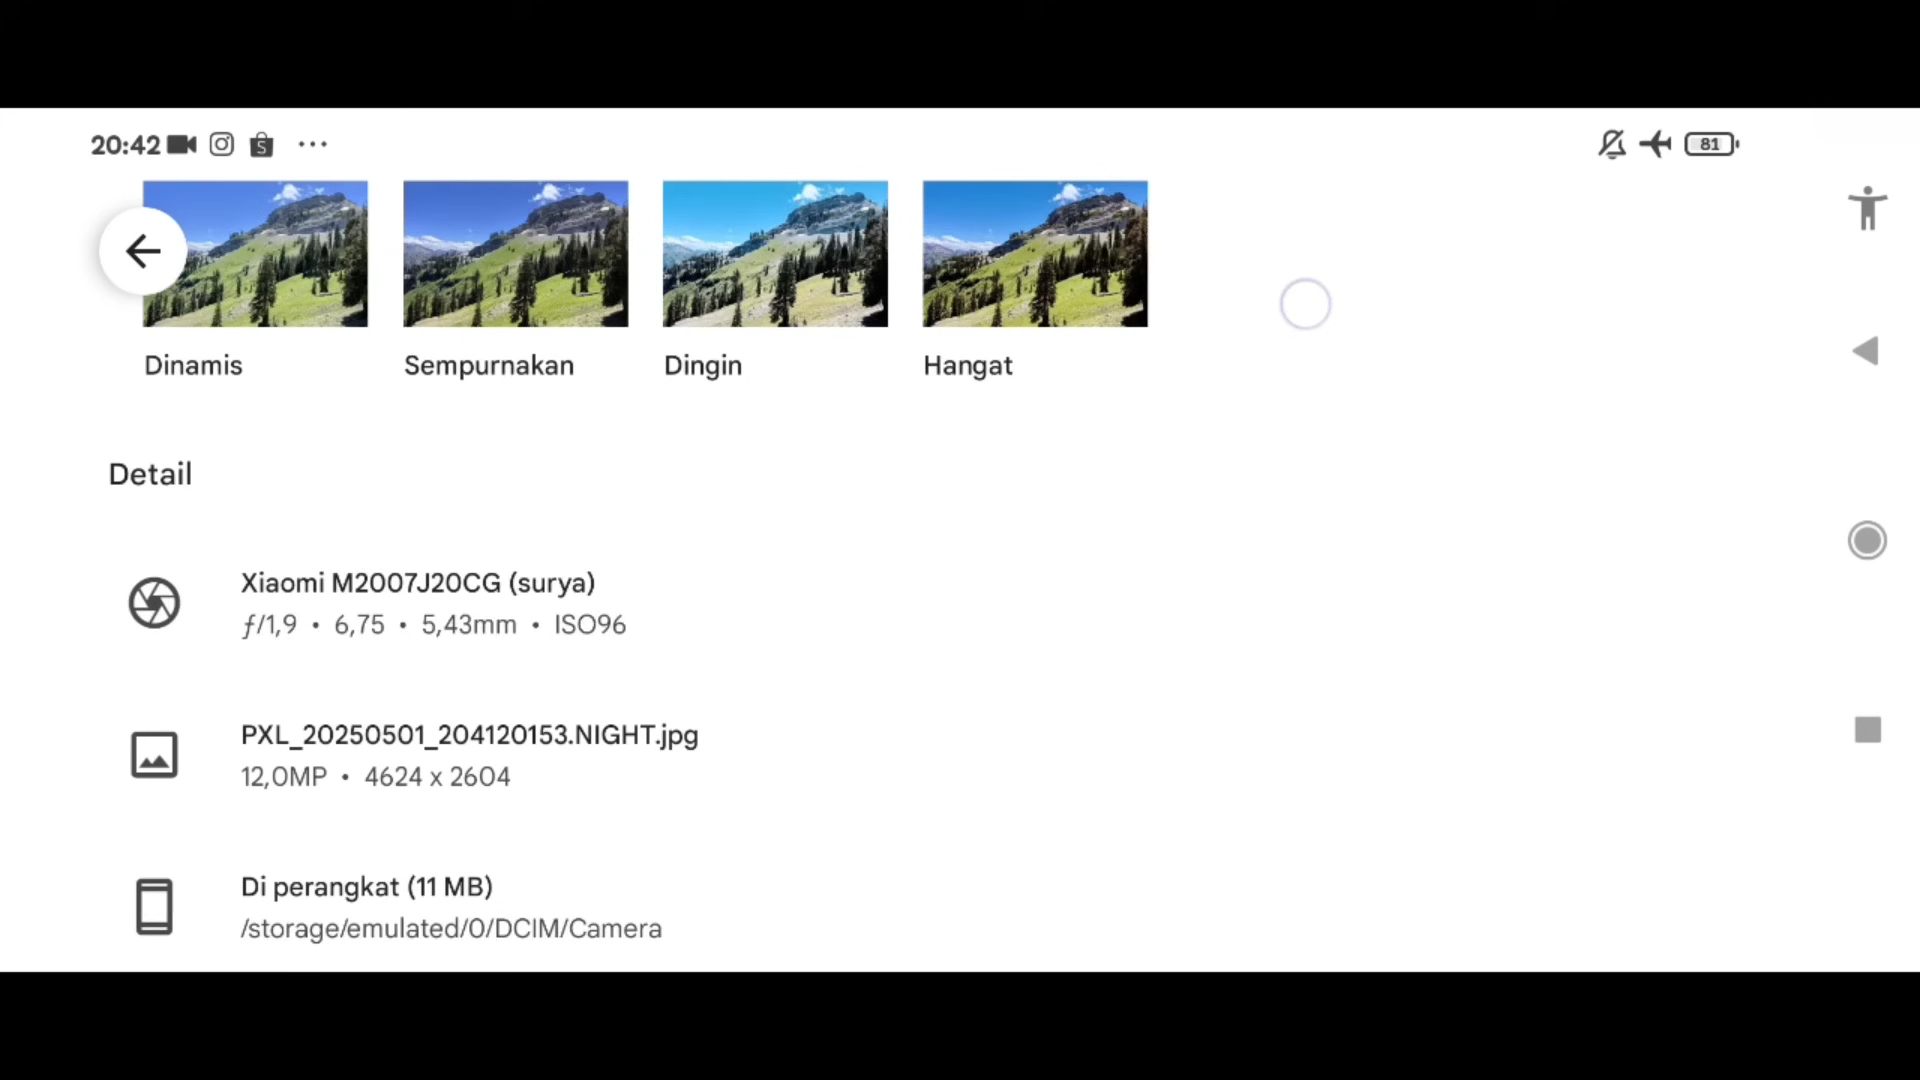 20:42
81
Dinamis Sempurnakan Dingin Hangat
Detail
Xiaomi M2007J20CG (surya)
ƒ/1,9 • 6,75 • 5,43mm • ISO96
PXL_20250501_204120153.NIGHT.jpg
12,0MP • 4624 x 2604
Di perangkat (11 MB)
/storage/emulated/0/DCIM/Camera